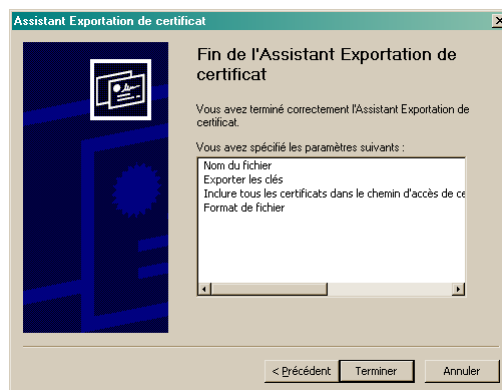 Assistant Exportation de certificat
Fin de l'Assistant Exportation de
certificat
Vous avez terminé correctement l'Assistant Exportation de
certificat.
Vous avez spécifié les paramètres suivants :
Nom du fichier
Exporter les clés
Inclure tous les certificats dans le chemin d'accès de ce
Format de fichier
< Précédent
Terminer
Annuler